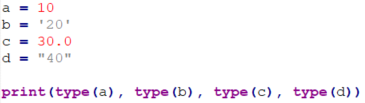 a = 10
b = '20'
c = 30.0
d = "40"
print(type(a), type(b), type(c), type(d))